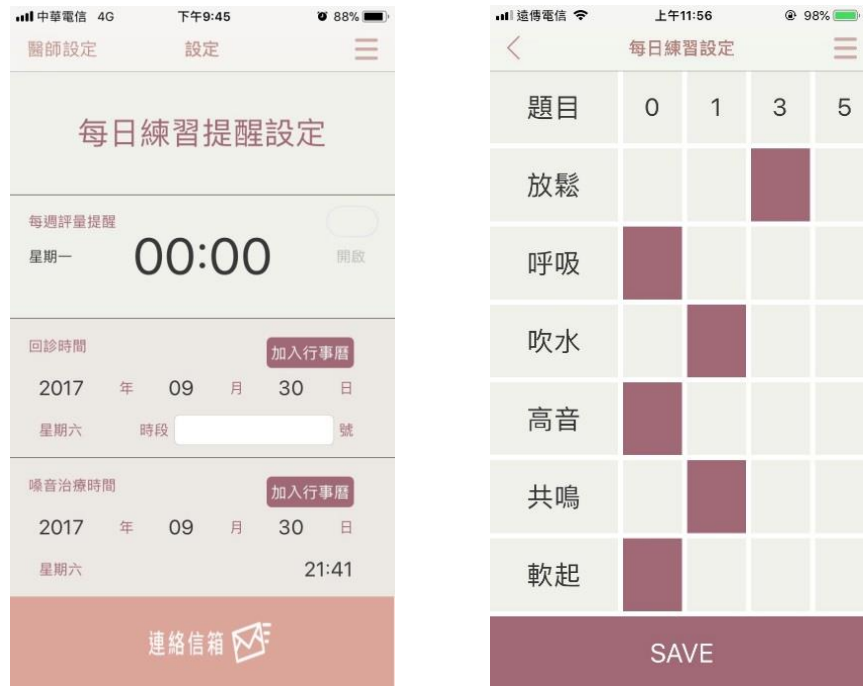 中華電信 4G 下午9:45 88%
醫師設定 設定
每日練習提醒設定
每週評量提醒
星期一 00:00 開啟
回診時間 加入行事曆
2017 年 09 月 30 日
星期六 時段 號
嗓音治療時間 加入行事曆
2017 年 09 月 30 日
星期六 21:41
連絡信箱
遠傳電信 上午11:56 98%
每日練習設定
題目 0 1 3 5
放鬆
呼吸
吹水
高音
共鳴
軟起
SAVE